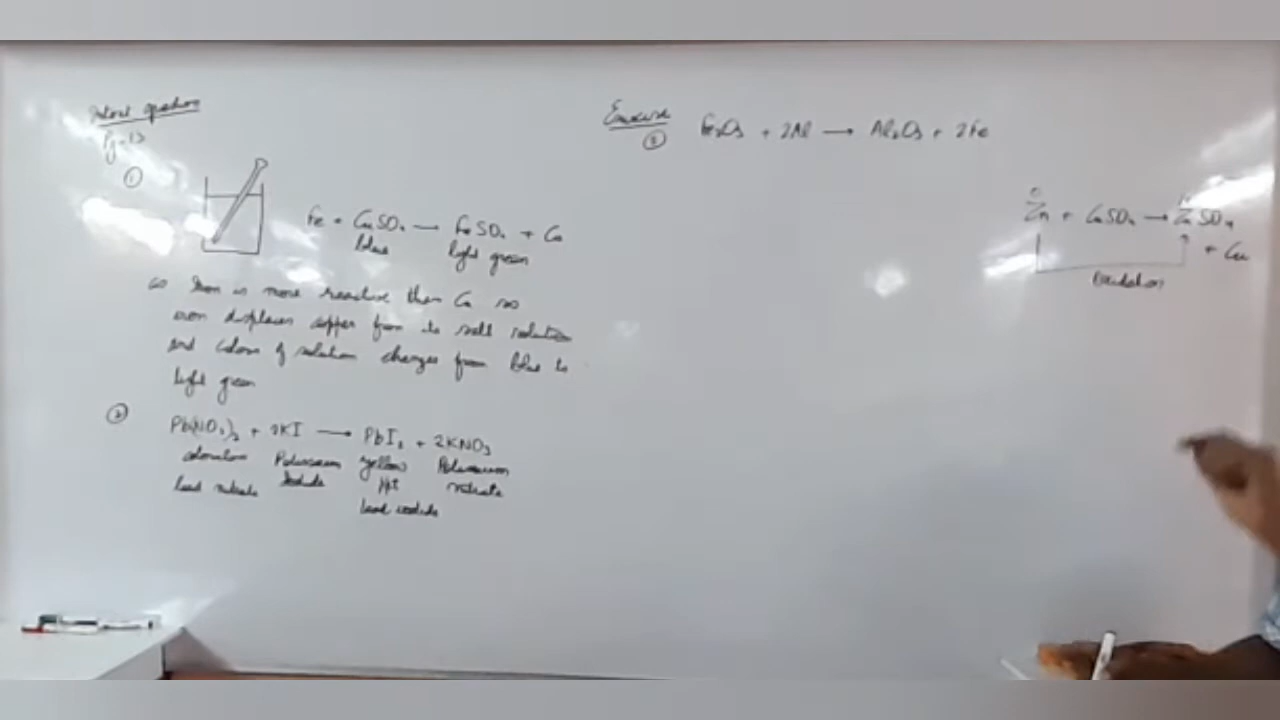 Intext questions
Pg-13
①
Fe + CuSO₄ → FeSO₄ + Cu
blue light green
Iron is more reactive than Cu so
iron displaces copper from its salt solution
and colour of solution changes from blue to
light green
②
Pb(NO₃)₂ + 2KI → PbI₂ + 2KNO₃
Potassium yellow Potassium
lead nitrate Iodide ppt nitrate
lead iodide
Exercise
Fe₂O₃ + 2Al → Al₂O₃ + 2Fe
Zn + CuSO₄ → ZnSO₄
+ Cu
Oxidation